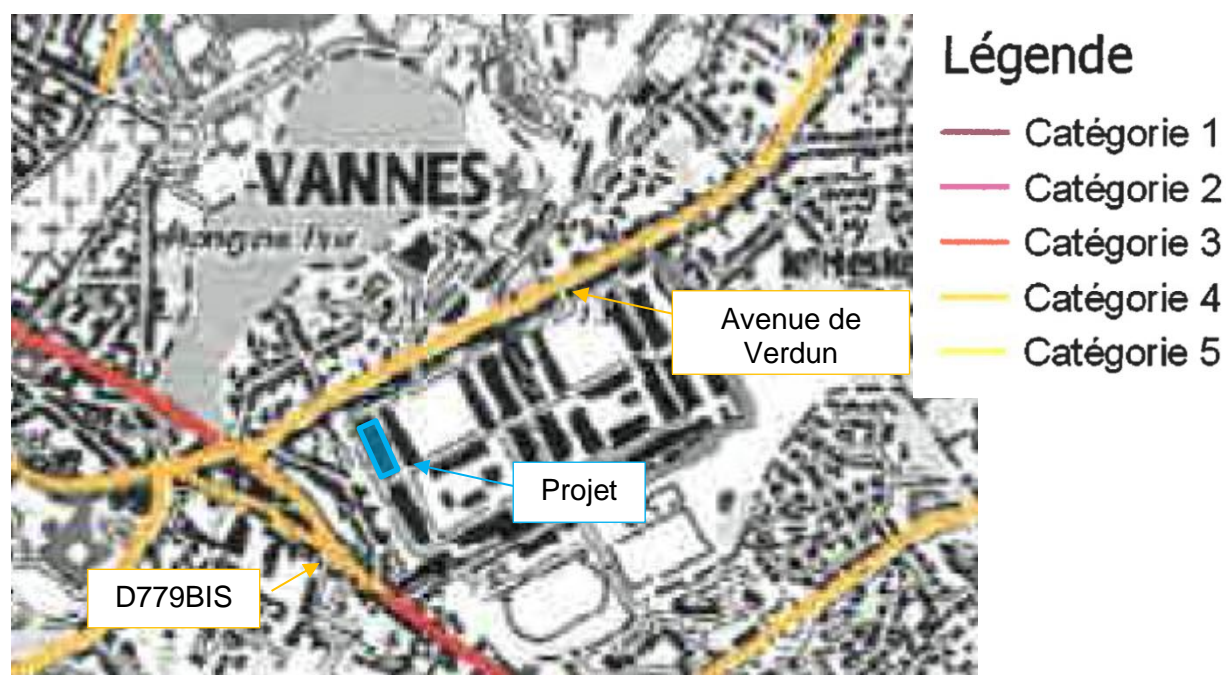 VANNES
Avenue de
Verdun
Projet
D779BIS
Légende
Catégorie 1
Catégorie 2
Catégorie 3
Catégorie 4
Catégorie 5